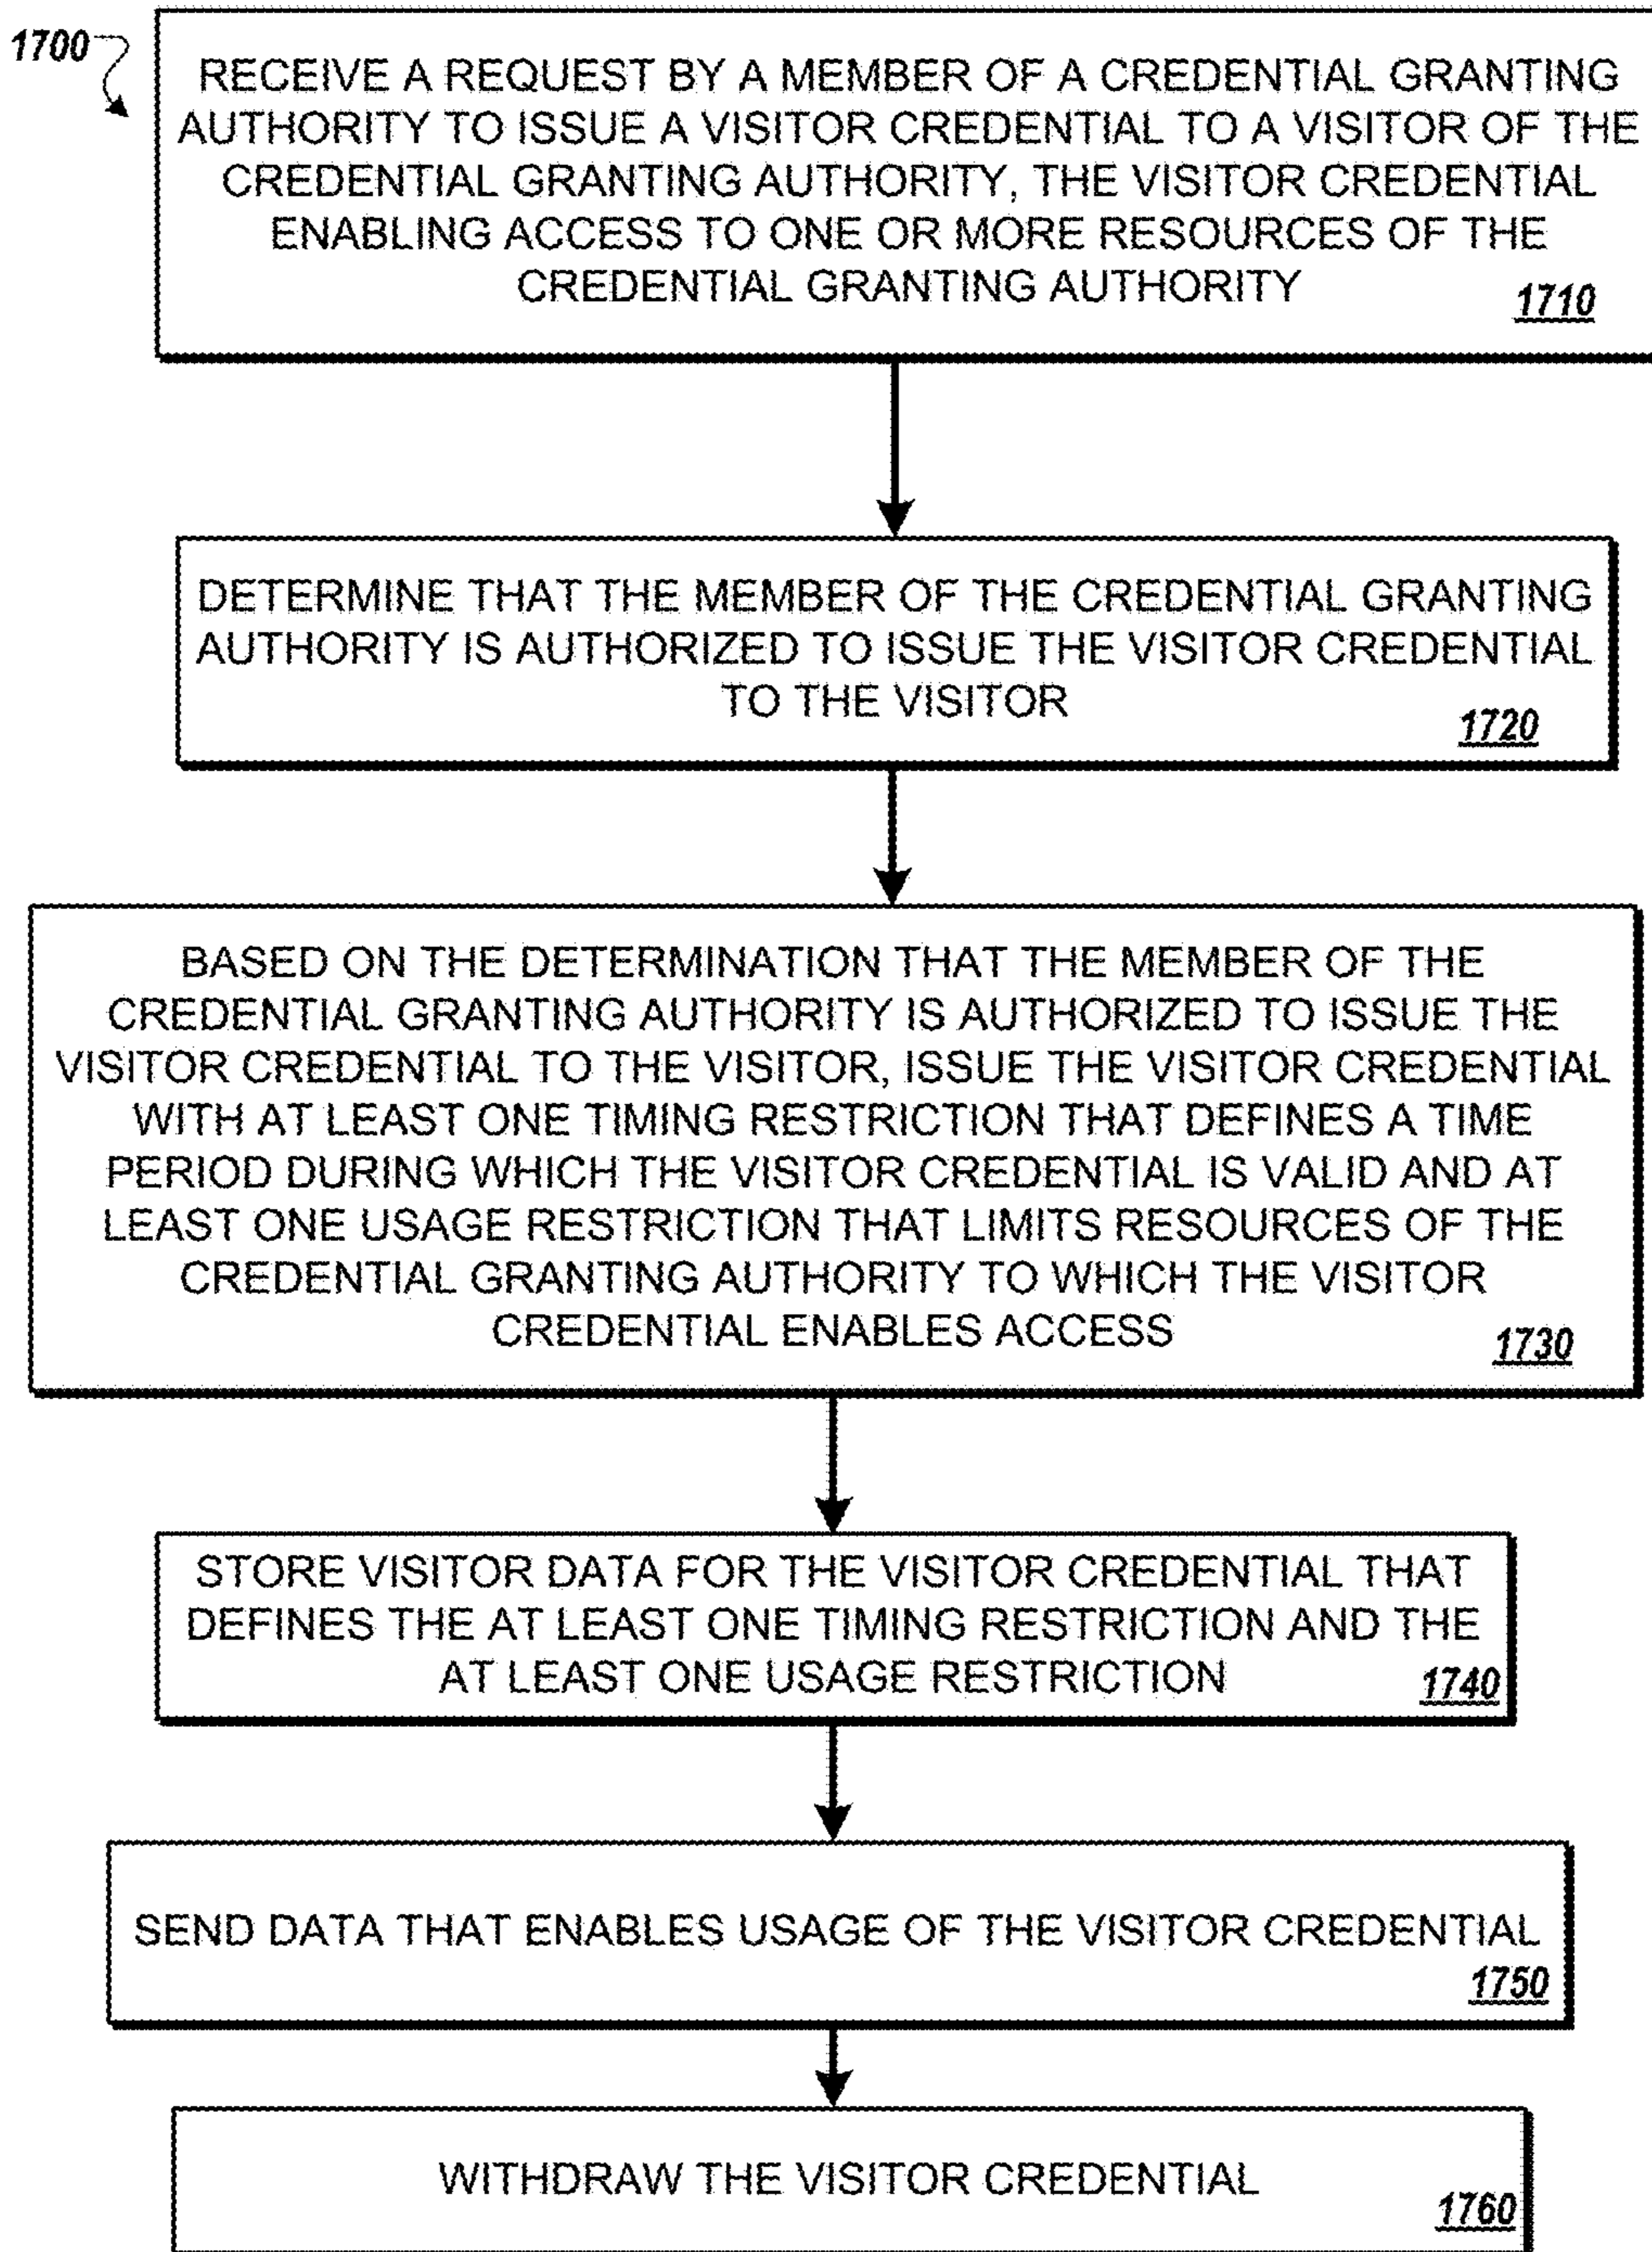 1700
RECEIVE A REQUEST BY A MEMBER OF A CREDENTIAL GRANTING
AUTHORITY TO ISSUE A VISITOR CREDENTIAL TO A VISITOR OF THE
CREDENTIAL GRANTING AUTHORITY, THE VISITOR CREDENTIAL
ENABLING ACCESS TO ONE OR MORE RESOURCES OF THE
CREDENTIAL GRANTING AUTHORITY
1710
DETERMINE THAT THE MEMBER OF THE CREDENTIAL GRANTING
AUTHORITY IS AUTHORIZED TO ISSUE THE VISITOR CREDENTIAL
TO THE VISITOR
1720
BASED ON THE DETERMINATION THAT THE MEMBER OF THE
CREDENTIAL GRANTING AUTHORITY IS AUTHORIZED TO ISSUE THE
VISITOR CREDENTIAL TO THE VISITOR, ISSUE THE VISITOR CREDENTIAL
WITH AT LEAST ONE TIMING RESTRICTION THAT DEFINES A TIME
PERIOD DURING WHICH THE VISITOR CREDENTIAL IS VALID AND AT
LEAST ONE USAGE RESTRICTION THAT LIMITS RESOURCES OF THE
CREDENTIAL GRANTING AUTHORITY TO WHICH THE VISITOR
CREDENTIAL ENABLES ACCESS
1730
STORE VISITOR DATA FOR THE VISITOR CREDENTIAL THAT
DEFINES THE AT LEAST ONE TIMING RESTRICTION AND THE
AT LEAST ONE USAGE RESTRICTION
1740
SEND DATA THAT ENABLES USAGE OF THE VISITOR CREDENTIAL
1750
WITHDRAW THE VISITOR CREDENTIAL
1760